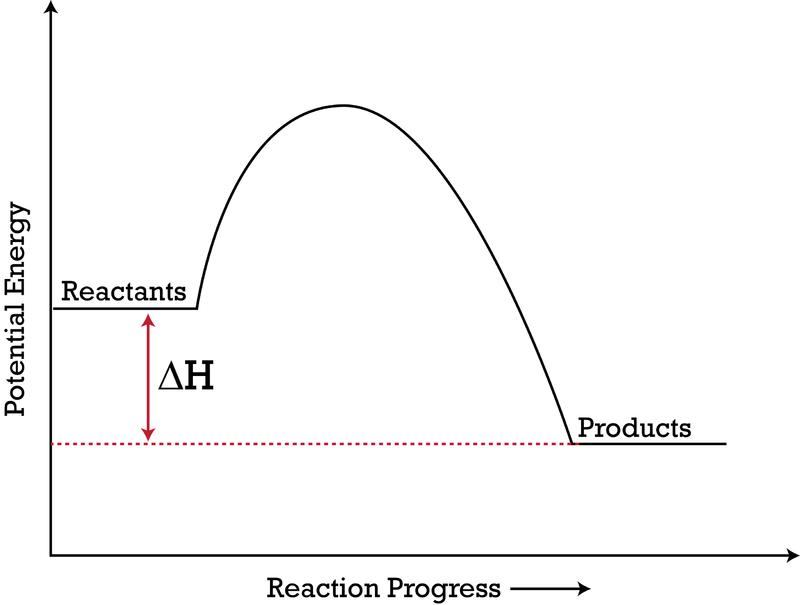 Potential Energy
Reactants
ΔH
Products
Reaction Progress